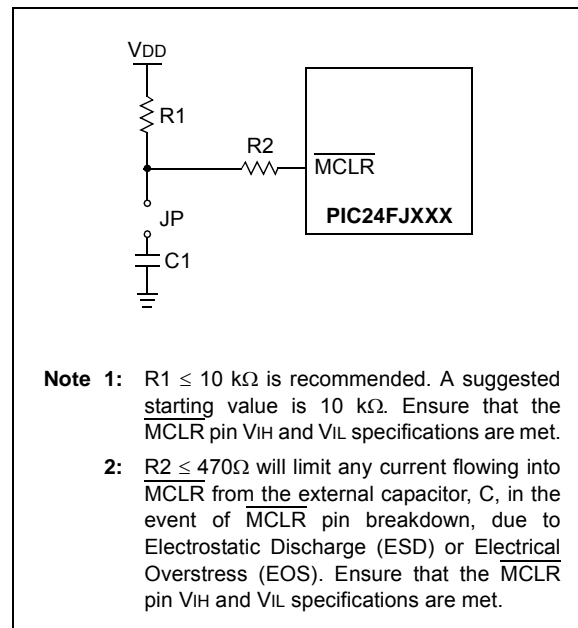 VDD
R1
R2
MCLR
JP
PIC24FJXXX
C1
Note 1: R1 ≤ 10 kΩ is recommended. A suggested
starting value is 10 kΩ. Ensure that the
MCLR pin VIH and VIL specifications are met.
2: R2 ≤ 470Ω will limit any current flowing into
MCLR from the external capacitor, C, in the
event of MCLR pin breakdown, due to
Electrostatic Discharge (ESD) or Electrical
Overstress (EOS). Ensure that the MCLR
pin VIH and VIL specifications are met.